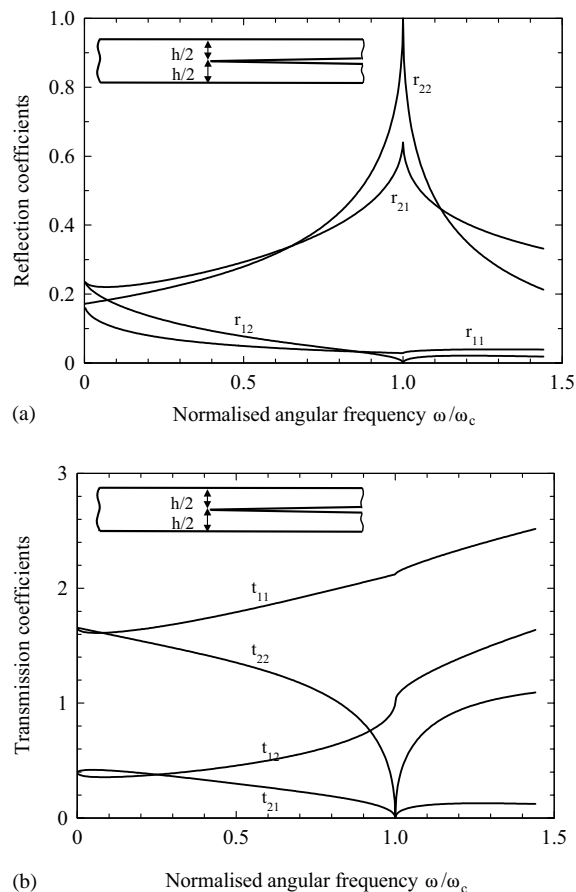 1.0
0.8
0.6
0.4
0.2
0
Reflection coefficients
h/2
h/2
r22
r21
r12
r11
0
0.5
1.0
1.5
(a)
Normalised angular frequency ω/ωc
3
2
1
0
Transmission coefficients
h/2
h/2
t11
t22
t12
t21
0
0.5
1.0
1.5
(b)
Normalised angular frequency ω/ωc